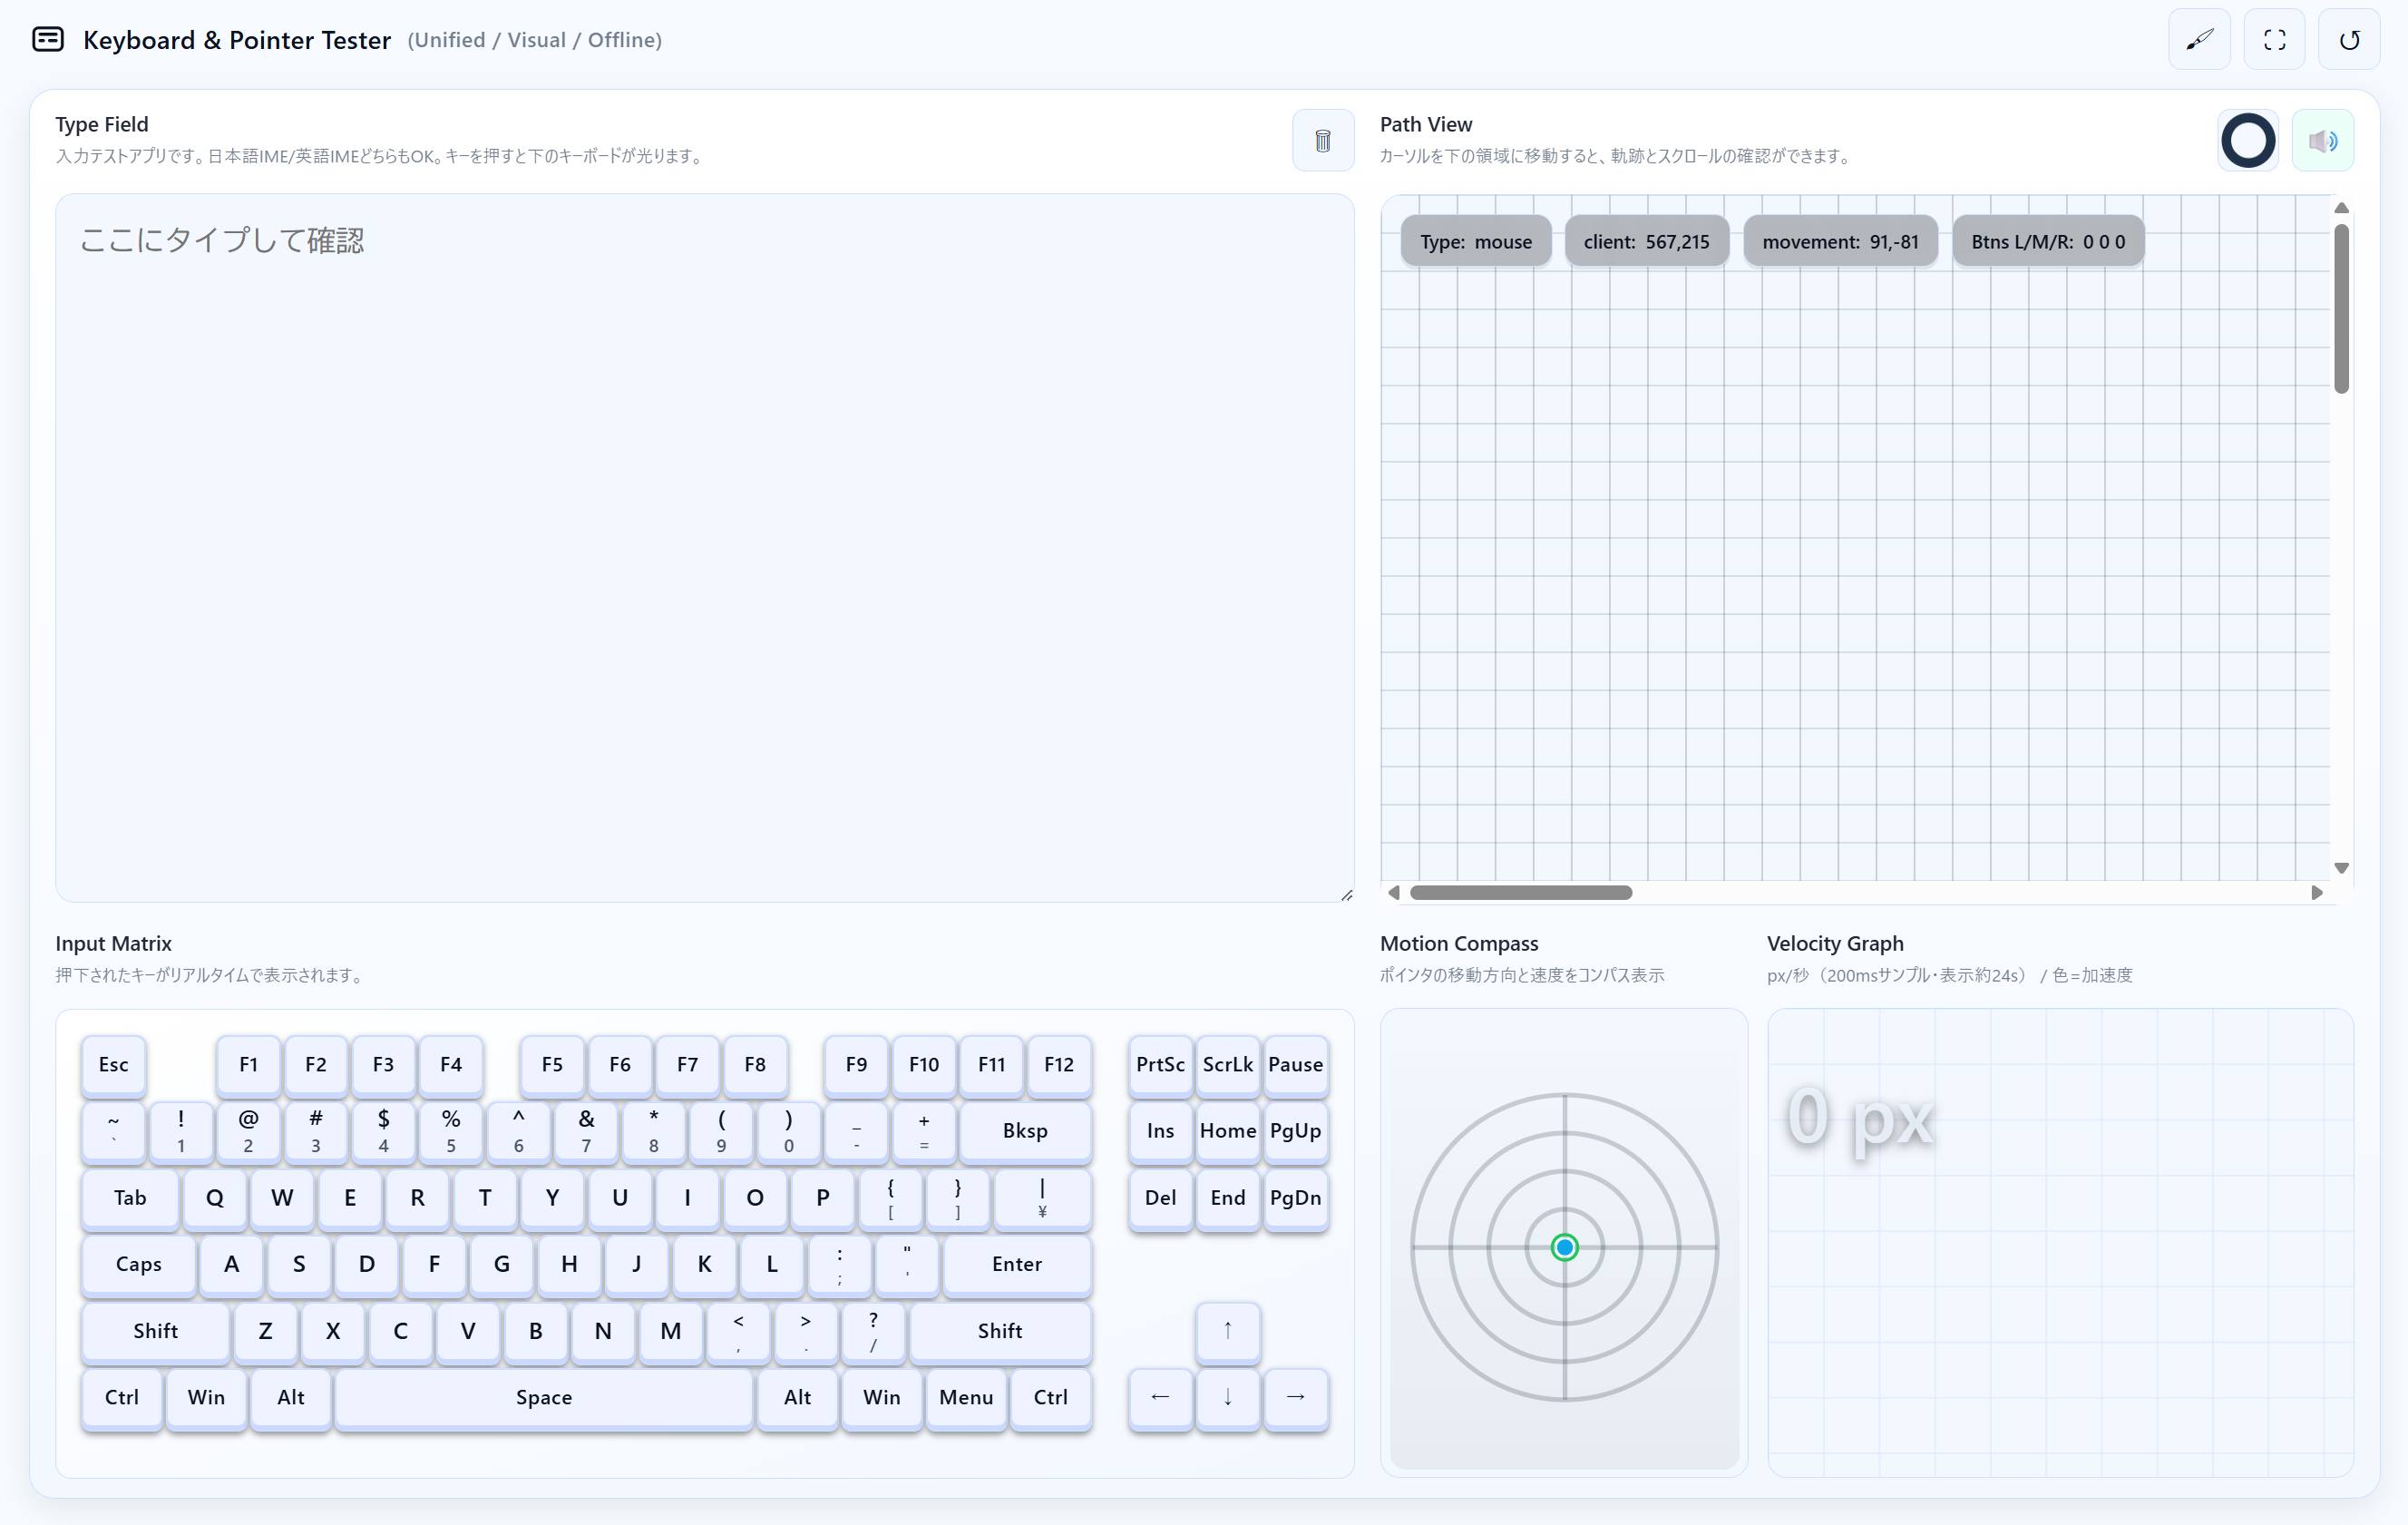 Keyboard & Pointer Tester (Unified / Visual / Offline)
Type Field
入力テストアプリです。日本語IME/英語IMEどちらもOK。キーを押すと下のキーボードが光ります。
ここにタイプして確認
Path View
カーソルを下の領域に移動すると、軌跡とスクロールの確認ができます。
Type: mouse client: 567,215 movement: 91,-81 Btns L/M/R: 0 0 0
Input Matrix
押下されたキーがリアルタイムで表示されます。
Esc F1 F2 F3 F4 F5 F6 F7 F8 F9 F10 F11 F12 PrtSc ScrLk Pause
~ ! @ # $ % ^ & * ( ) _ +
` 1 2 3 4 5 6 7 8 9 0 - = Bksp Ins Home PgUp
Tab Q W E R T Y U I O P { } |
[ ] ¥ Del End PgDn
Caps A S D F G H J K L : " Enter
; '
Shift Z X C V B N M < > ? Shift ↑
, . /
Ctrl Win Alt Space Alt Win Menu Ctrl ← ↓ →
Motion Compass
ポインタの移動方向と速度をコンパス表示
Velocity Graph
px/秒（200msサンプル・表示約24s） / 色=加速度
0 px